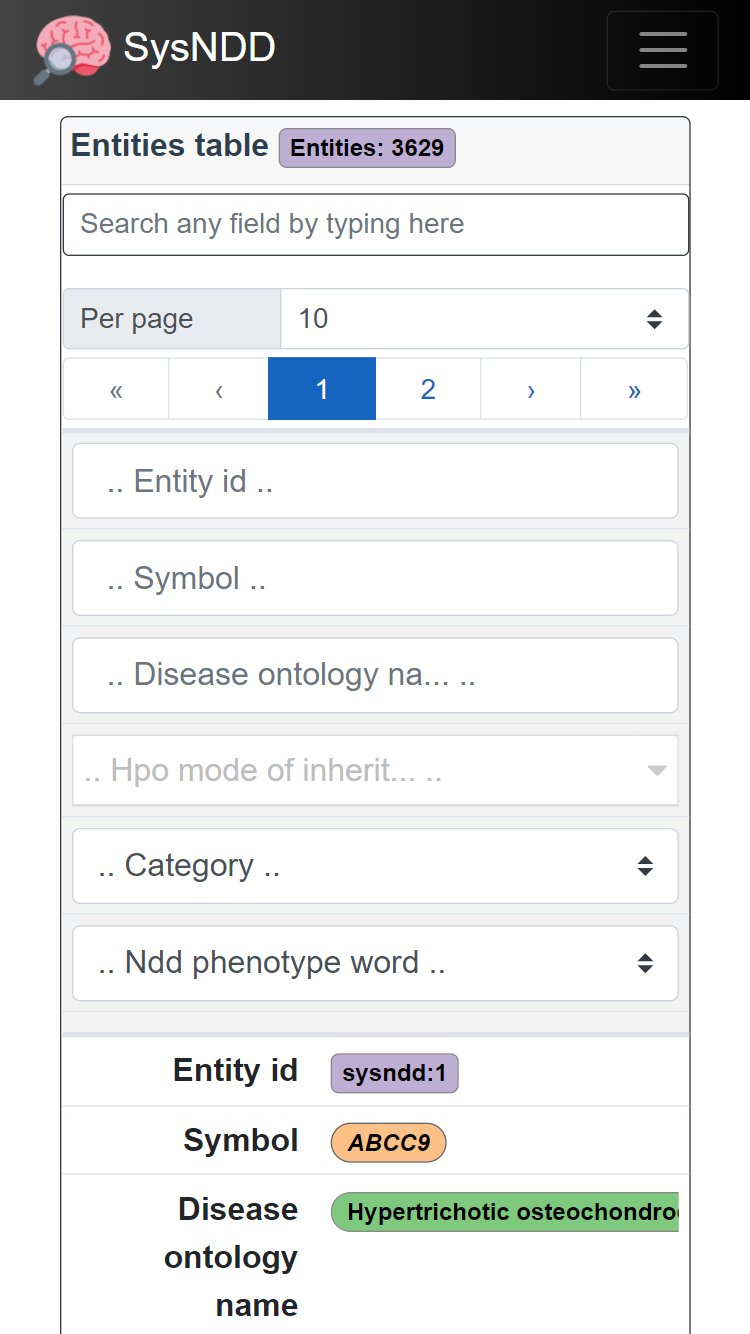 SysNDD
Entities table Entities: 3629
Search any field by typing here
Per page 10
« ‹ 1 2 › »
.. Entity id ..
.. Symbol ..
.. Disease ontology na... ..
.. Hpo mode of inherit... ..
.. Category ..
.. Ndd phenotype word ..
Entity id sysndd:1
Symbol ABCC9
Disease Hypertrichotic osteochondro
ontology
name